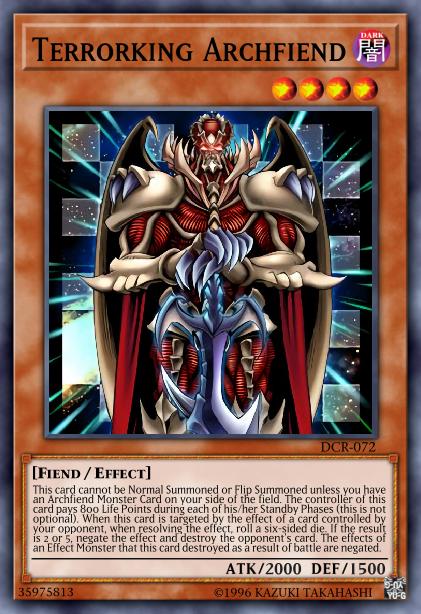 TERRORKING ARCHFIEND
DARK
闇
DCR-072
[FIEND / EFFECT]
This card cannot be Normal Summoned or Flip Summoned unless you have
an Archfiend Monster Card on your side of the field. The controller of this
card pays 800 Life Points during each of his/her Standby Phases (this is not
optional). When this card is targeted by the effect of a card controlled by
your opponent, when resolving the effect, roll a six-sided die. If the result
is 2 or 5, negate the effect and destroy the opponent's card. The effects of
an Effect Monster that this card destroyed as a result of battle are negated.
ATK/2000 DEF/1500
35975813
©1996 KAZUKI TAKAHASHI